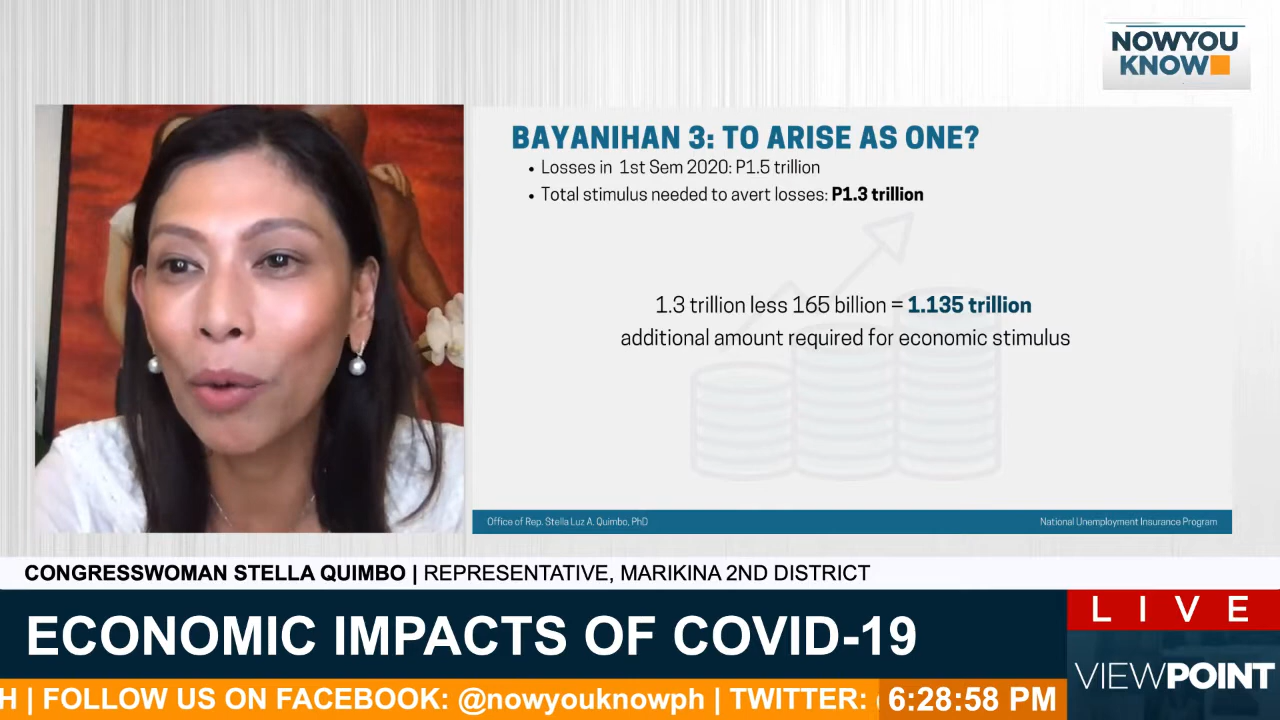 NOWYOU
KNOW
BAYANIHAN 3: TO ARISE AS ONE?
• Losses in 1st Sem 2020: P1.5 trillion
• Total stimulus needed to avert losses: P1.3 trillion
1.3 trillion less 165 billion = 1.135 trillion
additional amount required for economic stimulus
Office of Rep. Stella Luz A. Quimbo, PhD
National Unemployment Insurance Program
CONGRESSWOMAN STELLA QUIMBO | REPRESENTATIVE, MARIKINA 2ND DISTRICT
ECONOMIC IMPACTS OF COVID-19
LIVE
VIEWPOINT
H | FOLLOW US ON FACEBOOK: @nowyouknowph | TWITTER:
6:28:58 PM